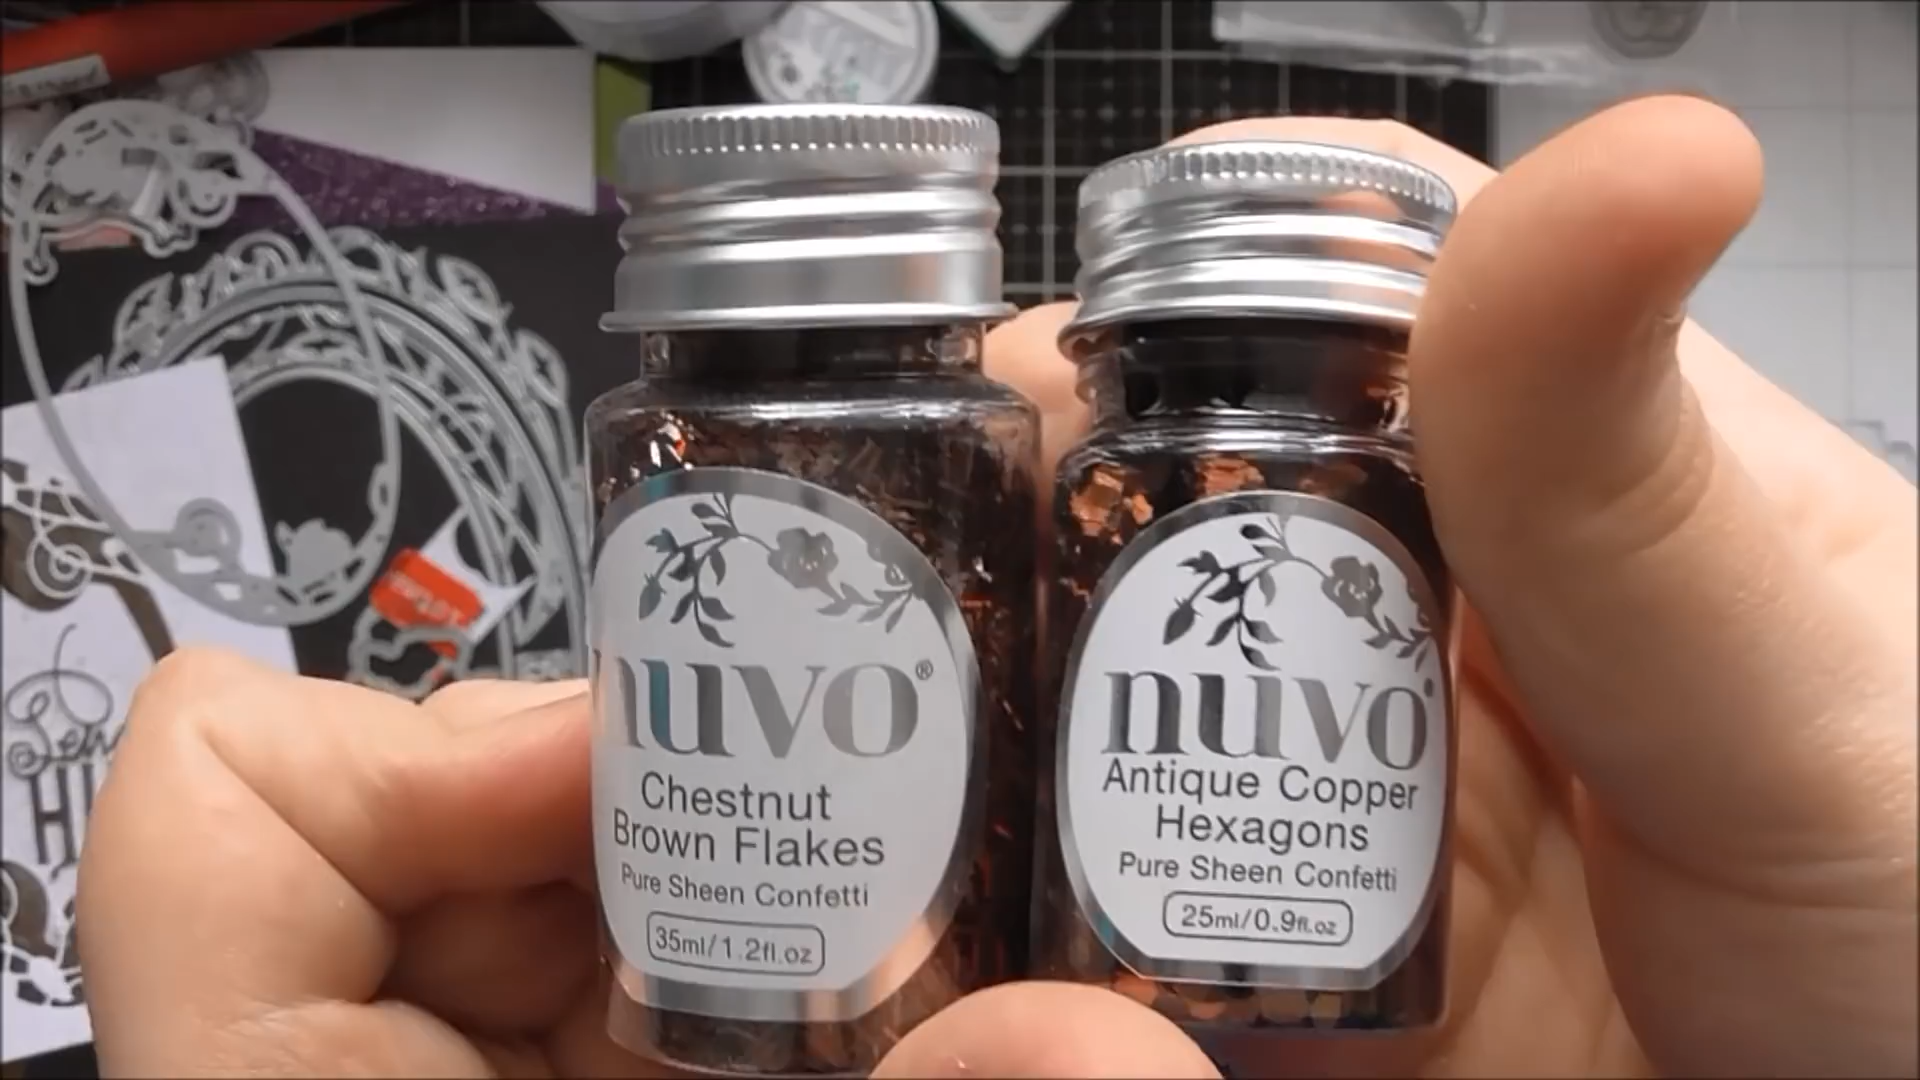 nuvo®
Chestnut
Brown Flakes
Pure Sheen Confetti
35ml/1.2fl.oz
nuvo
Antique Copper
Hexagons
Pure Sheen Confetti
25ml/0.9fl.oz